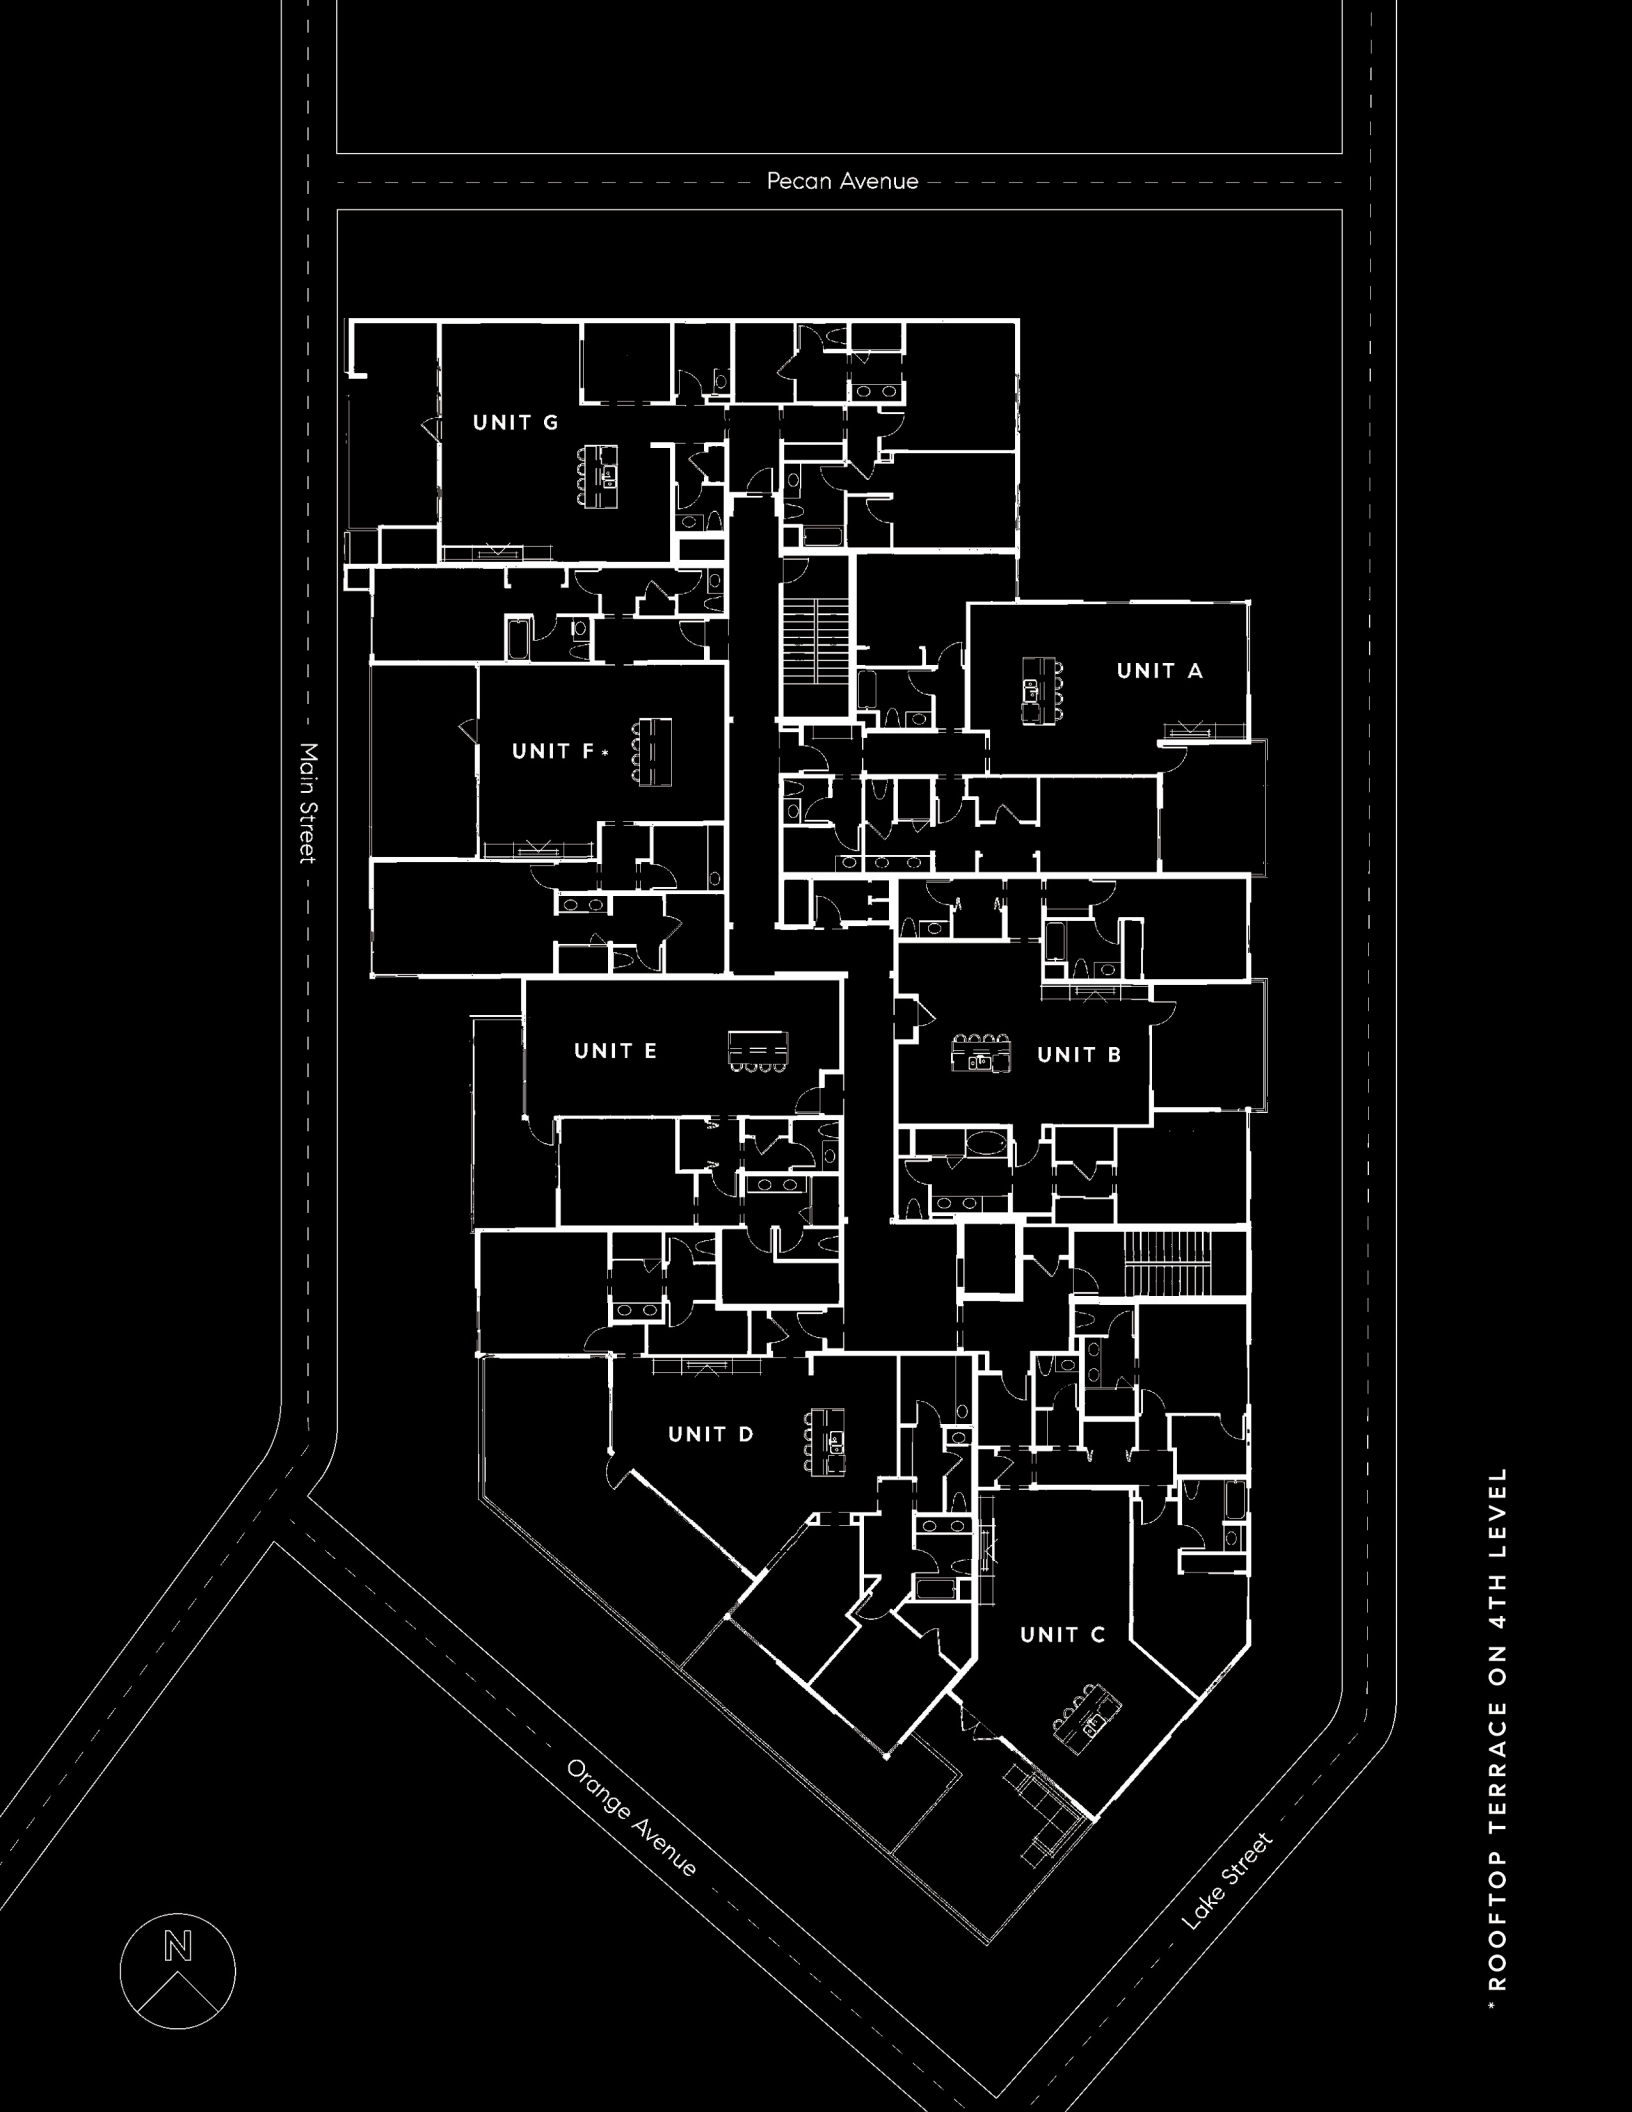 Pecan Avenue
UNIT G
UNIT A
UNIT F*
Main Street
UNIT E
UNIT B
UNIT D
UNIT C
Orange Avenue
Lake Street
N
* ROOFTOP TERRACE ON 4TH LEVEL